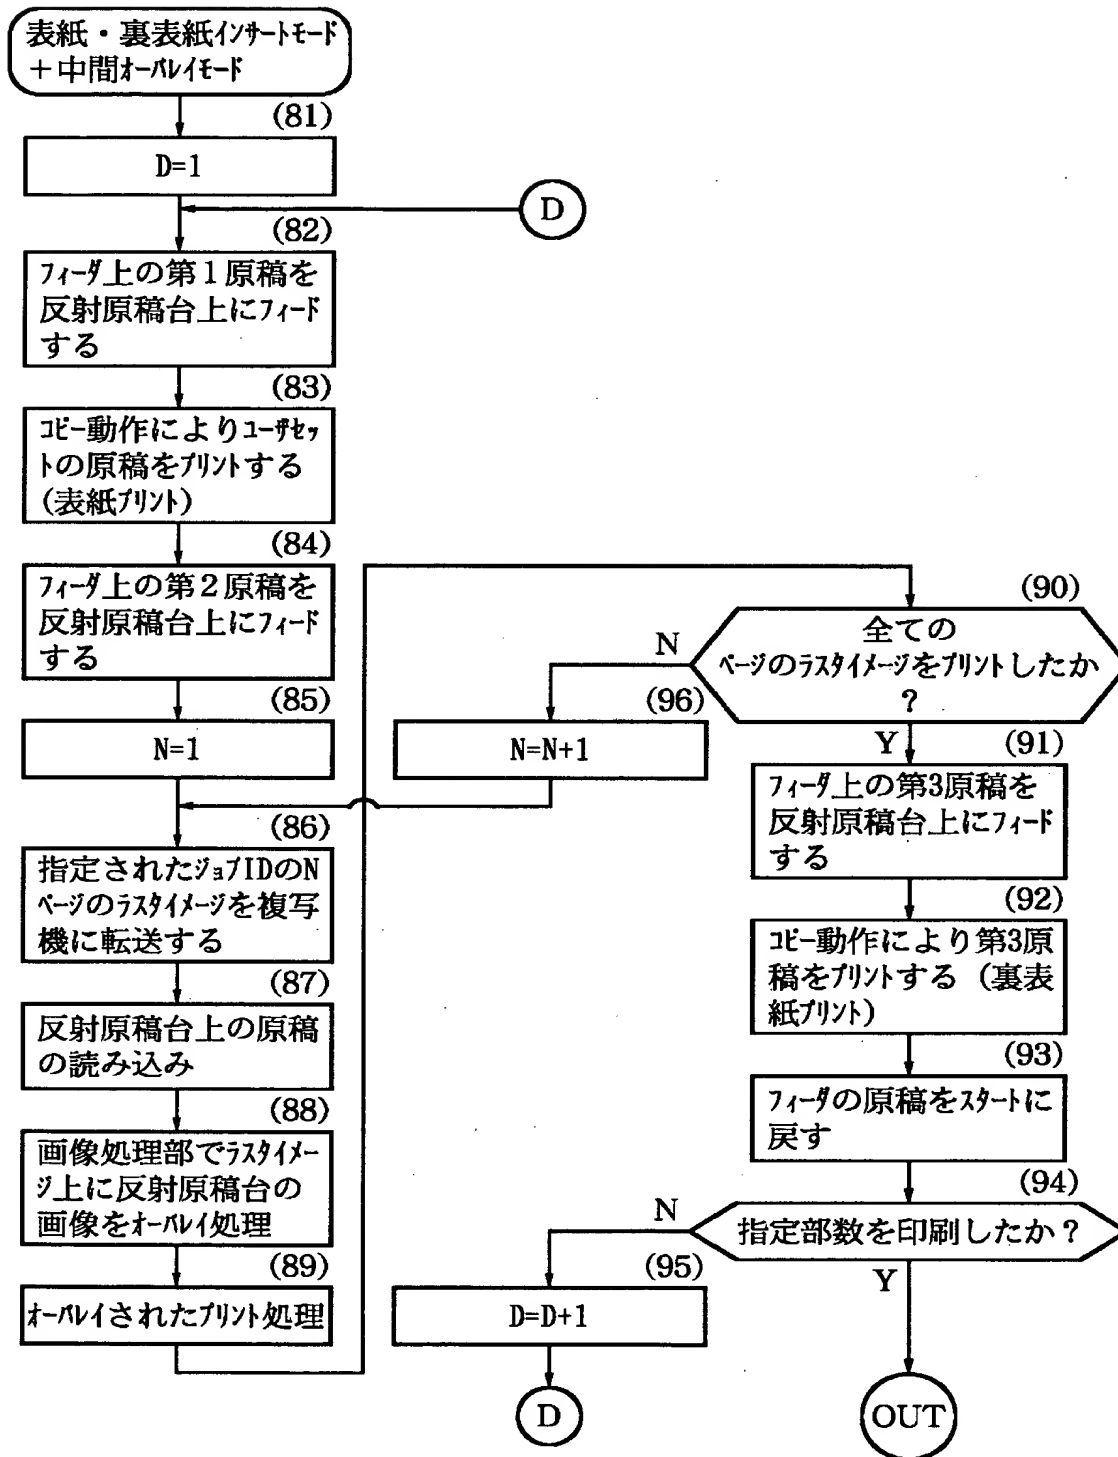 表紙・裏表紙インサートモード
＋中間オーバレイモード
(81)
D=1
D
(82)
フィーダ上の第1原稿を
反射原稿台上にフィード
する
(83)
コピー動作によりユーザセッ
トの原稿をプリントする
(表紙プリント)
(84)
フィーダ上の第2原稿を
反射原稿台上にフィード
する
(85)
N=1
(86)
指定されたジョブIDのN
ページのラスタイメージを複写
機に転送する
(87)
反射原稿台上の原稿
の読み込み
(88)
画像処理部でラスタイメー
ジ上に反射原稿台の
画像をオーバレイ処理
(89)
オーバレイされたプリント処理
(90)
全ての
ページのラスタイメージをプリントしたか
？
N
Y
(96)
N=N+1
(91)
フィーダ上の第3原稿を
反射原稿台上にフィード
する
(92)
コピー動作により第3原
稿をプリントする（裏表
紙プリント）
(93)
フィーダの原稿をスタートに
戻す
(94)
指定部数を印刷したか？
N
Y
(95)
D=D+1
D
OUT